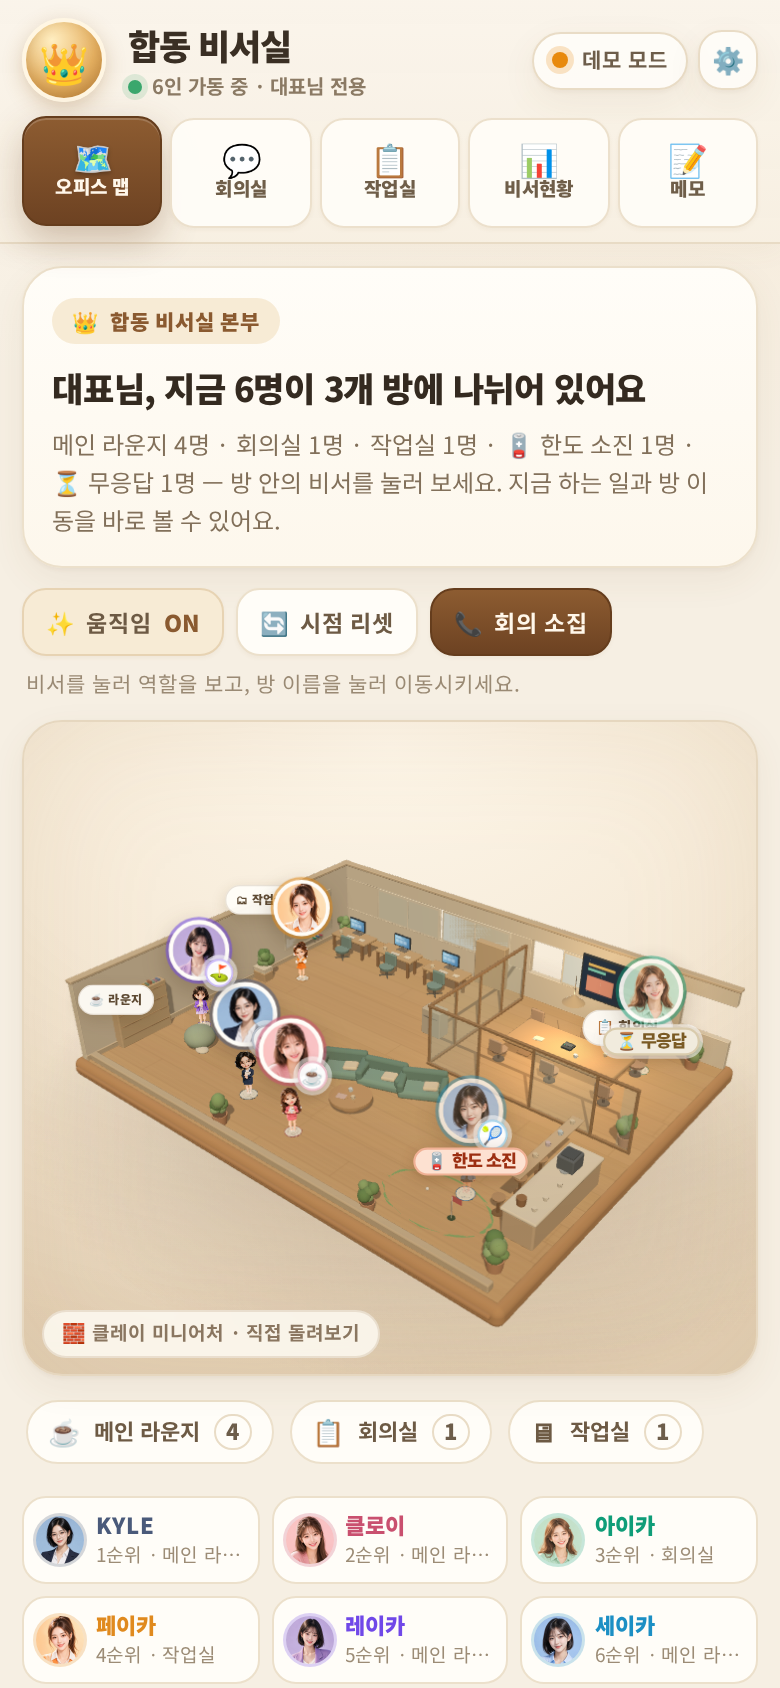 합동 비서실
6인 가동 중 · 대표님 전용
데모 모드
오피스 맵
회의실
작업실
비서현황
메모
합동 비서실 본부
대표님, 지금 6명이 3개 방에 나뉘어 있어요
메인 라운지 4명 · 회의실 1명 · 작업실 1명 · 🪫 한도 소진 1명 ·
⏳ 무응답 1명 — 방 안의 비서를 눌러 보세요. 지금 하는 일과 방 이
동을 바로 볼 수 있어요.
움직임 ON
시점 리셋
회의 소집
비서를 눌러 역할을 보고, 방 이름을 눌러 이동시키세요.
작업
라운지
무응답
한도 소진
클레이 미니어처 · 직접 돌려보기
메인 라운지 4
회의실 1
작업실 1
KYLE
1순위 · 메인 라…
클로이
2순위 · 메인 라…
아이카
3순위 · 회의실
페이카
4순위 · 작업실
레이카
5순위 · 메인 라…
세이카
6순위 · 메인 라…